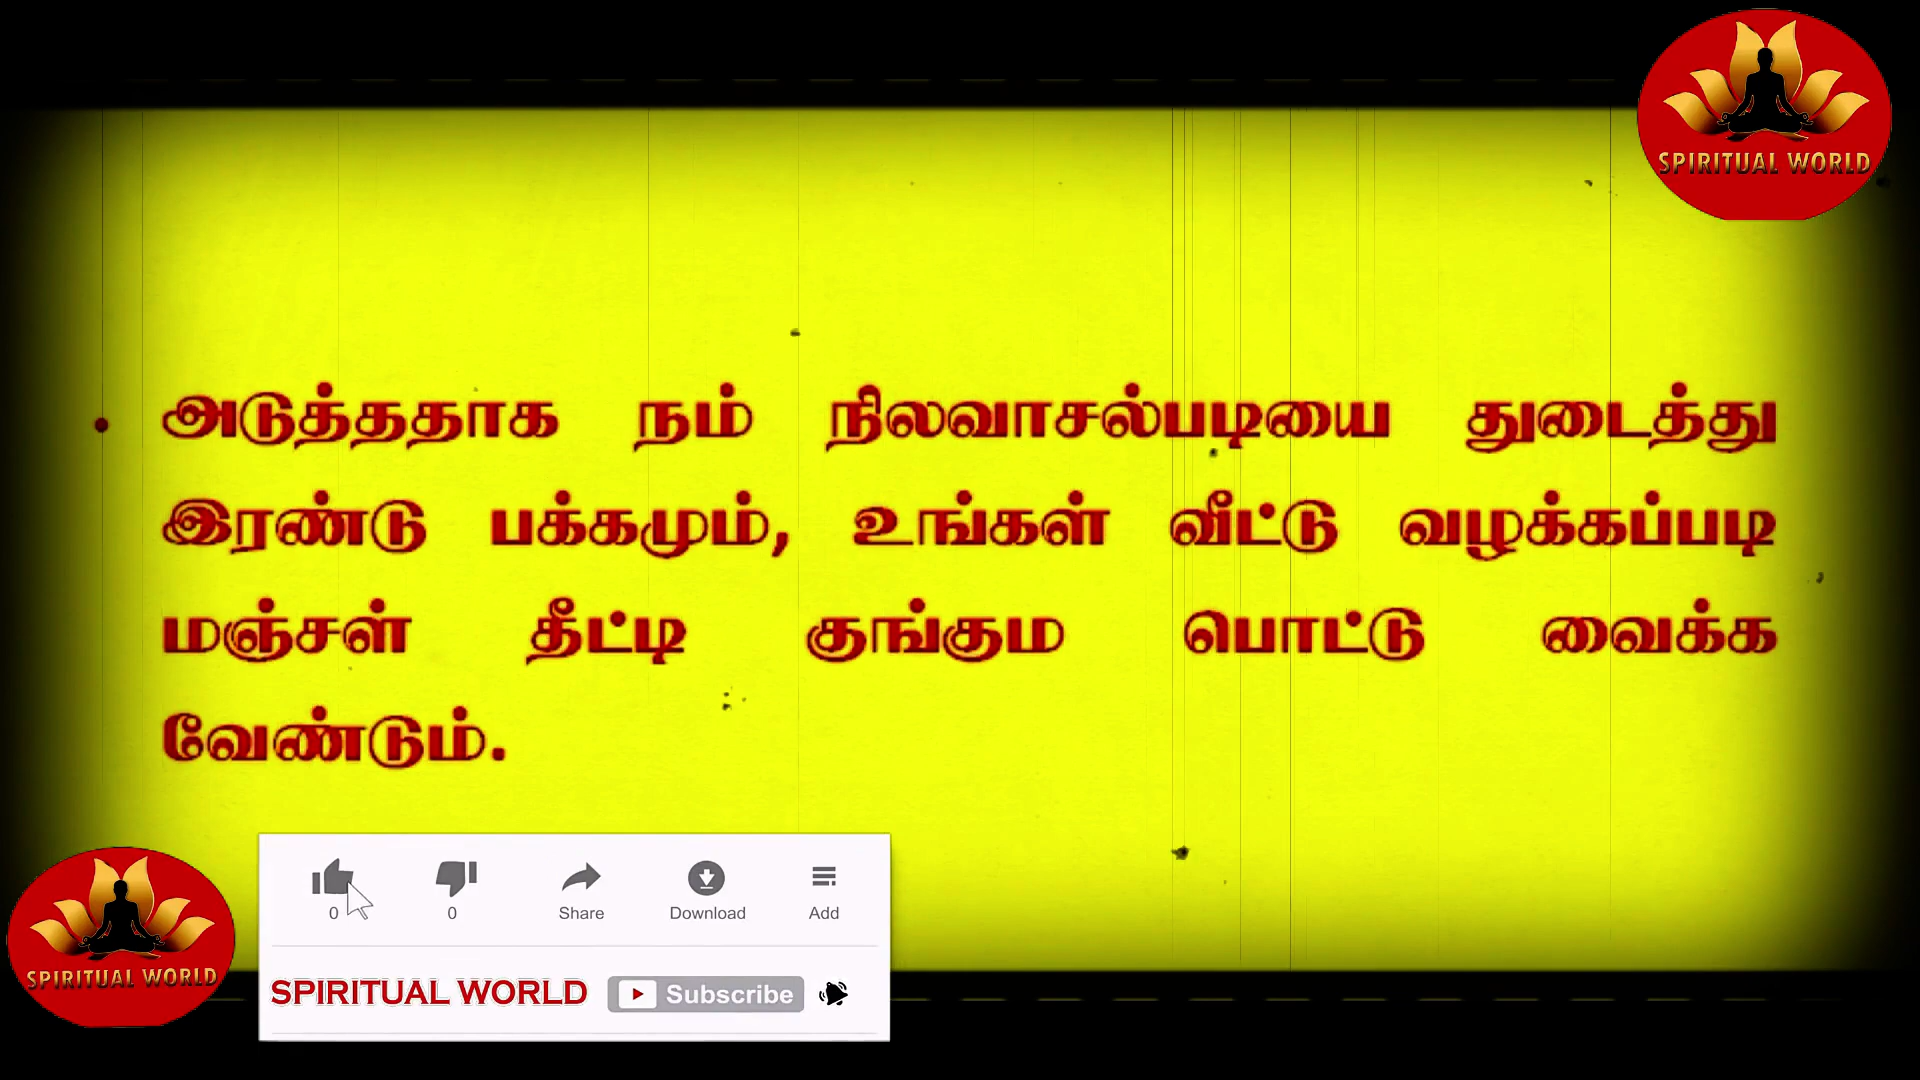 SPIRITUAL WORLD
• அடுத்ததாக நம் நிலவாசல்படியை துடைத்து
இரண்டு பக்கமும், உங்கள் வீட்டு வழக்கப்படி
மஞ்சள் தீட்டி குங்கும பொட்டு வைக்க
வேண்டும்.
0 0 Share Download Add
SPIRITUAL WORLD
SPIRITUAL WORLD Subscribe